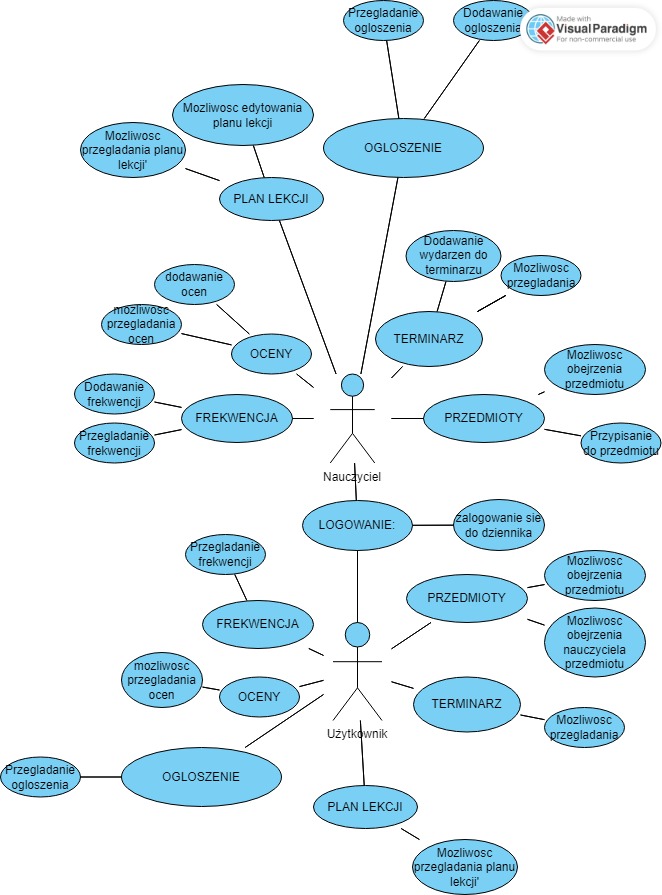 Przegladanie
ogloszenia
Dodawanie
ogloszenia
Made with
Visual Paradigm
For non-commercial use
Mozliwosc edytowania
planu lekcji
Mozliwosc
przegladania planu
lekcji'
OGLOSZENIE
PLAN LEKCJI
Dodawanie
wydarzen do
terminarzu
Mozliwosc
przegladania
dodawanie
ocen
mozliwosc
przegladania
ocen
OCENY
TERMINARZ
Mozliwosc
obejrzenia
przedmiotu
Dodawanie
frekwencji
FREKWENCJA
PRZEDMIOTY
Przegladanie
frekwencji
Przypisanie
do przedmiotu
Nauczyciel
LOGOWANIE:
zalogowanie sie
do dziennika
Przegladanie
frekwencji
Mozliwosc
obejrzenia
przedmiotu
PRZEDMIOTY
FREKWENCJA
Mozliwosc
obejrzenia
nauczyciela
przedmiotu
mozliwosc
przegladania
ocen
OCENY
TERMINARZ
Mozliwosc
przegladania
Użytkownik
Przegladanie
ogloszenia
OGLOSZENIE
PLAN LEKCJI
Mozliwosc
przegladania planu
lekcji'